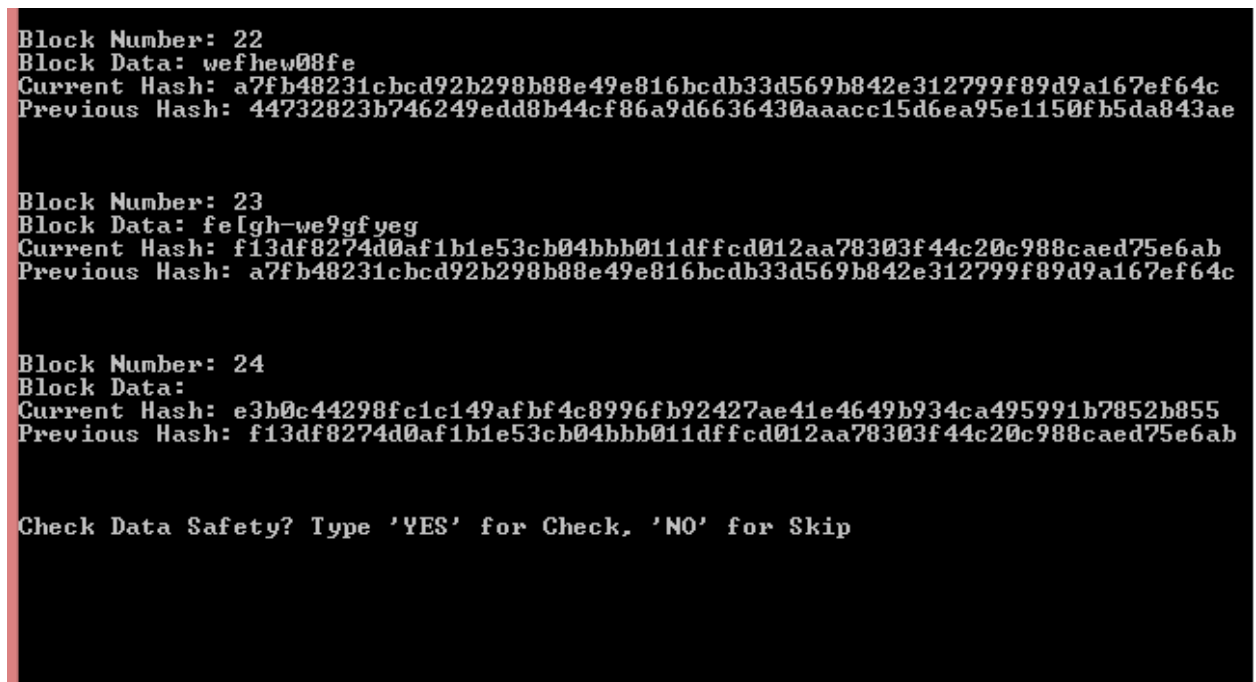 Block Number: 22
Block Data: wefhew08fe
Current Hash: a7fb48231cbcd92b298b88e49e816bcdb33d569b842e312799f89d9a167ef64c
Previous Hash: 44732823b746249edd8b44cf86a9d6636430aaacc15d6ea95e1150fb5da843ae
Block Number: 23
Block Data: fe[gh-we9gfyeg
Current Hash: f13df8274d0af1b1e53cb04bbb011dffcd012aa78303f44c20c988caed75e6ab
Previous Hash: a7fb48231cbcd92b298b88e49e816bcdb33d569b842e312799f89d9a167ef64c
Block Number: 24
Block Data:
Current Hash: e3b0c44298fc1c149afbf4c8996fb92427ae41e4649b934ca495991b7852b855
Previous Hash: f13df8274d0af1b1e53cb04bbb011dffcd012aa78303f44c20c988caed75e6ab
Check Data Safety? Type 'YES' for Check, 'NO' for Skip